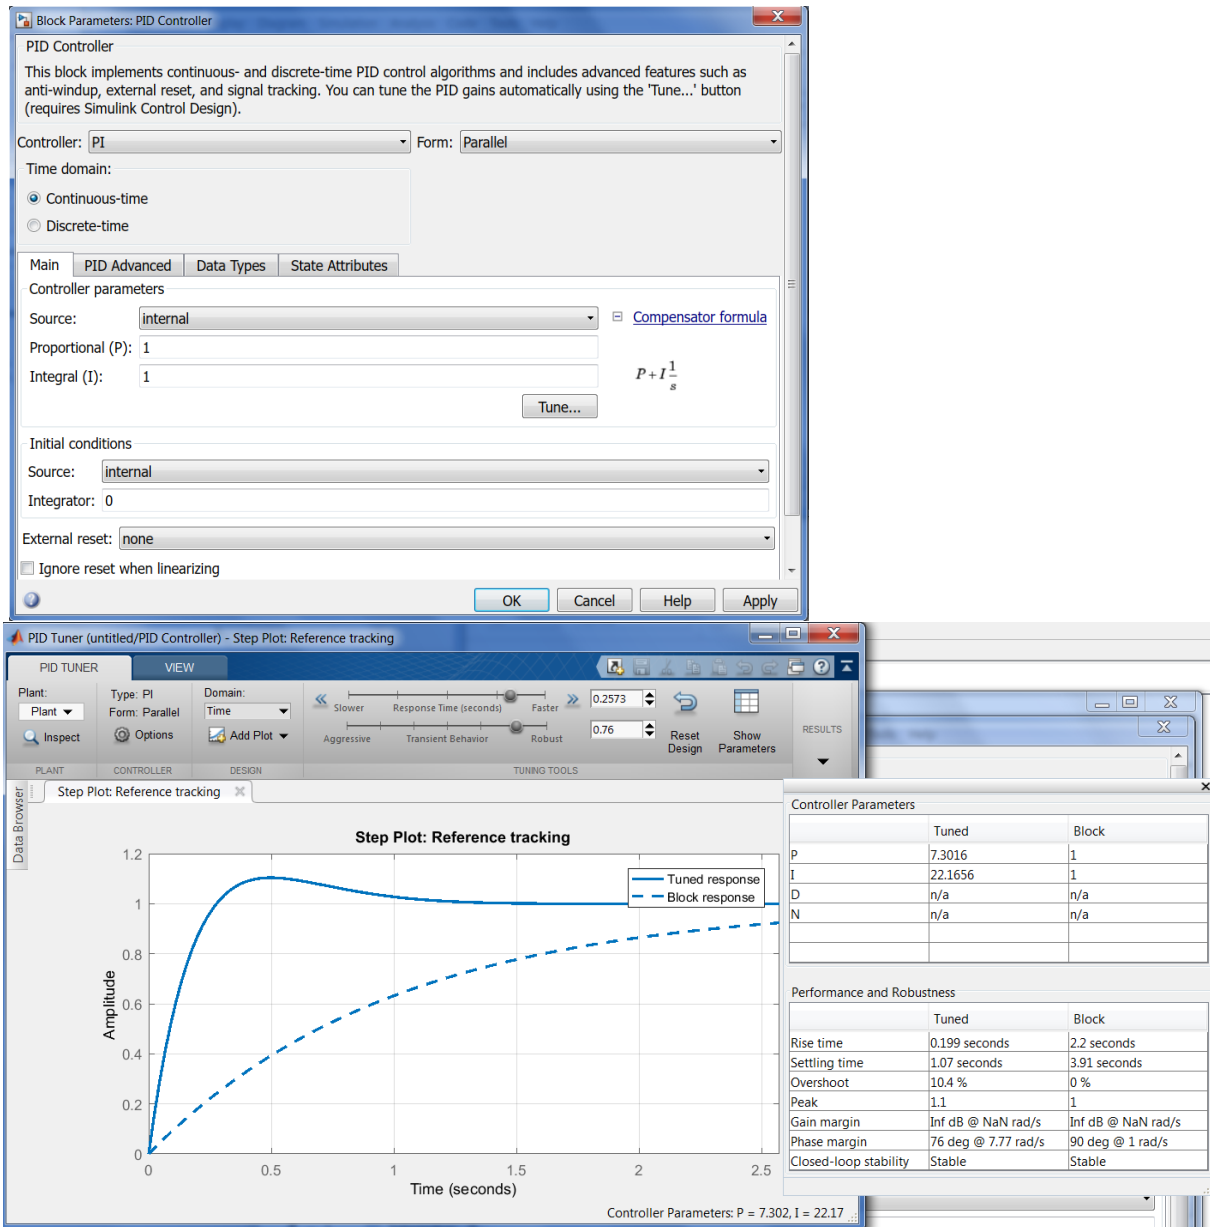 Block Parameters: PID Controller
PID Controller
This block implements continuous- and discrete-time PID control algorithms and includes advanced features such as
anti-windup, external reset, and signal tracking. You can tune the PID gains automatically using the 'Tune...' button
(requires Simulink Control Design).
Controller: PI Form: Parallel
Time domain:
Continuous-time
Discrete-time
Main PID Advanced Data Types State Attributes
Controller parameters
Source: internal Compensator formula
Proportional (P): 1
Integral (I): 1
P+I 1/s
Tune...
Initial conditions
Source: internal
Integrator: 0
External reset: none
Ignore reset when linearizing
OK Cancel Help Apply
PID Tuner (untitled/PID Controller) - Step Plot: Reference tracking
PID TUNER VIEW
Plant: Type: PI Domain:
Plant Form: Parallel Time
Slower Response Time (seconds) Faster 0.2573
Inspect Options Add Plot
Aggressive Transient Behavior Robust 0.76
Reset Design
Show Parameters
RESULTS
PLANT CONTROLLER DESIGN TUNING TOOLS
Data Browser
Step Plot: Reference tracking
Step Plot: Reference tracking
Tuned response
Block response
Amplitude
1.2
1
0.8
0.6
0.4
0.2
0
0 0.5 1 1.5 2 2.5
Time (seconds)
Controller Parameters: P = 7.302, I = 22.17
Controller Parameters
Tuned Block
P 7.3016 1
I 22.1656 1
D n/a n/a
N n/a n/a
Performance and Robustness
Tuned Block
Rise time 0.199 seconds 2.2 seconds
Settling time 1.07 seconds 3.91 seconds
Overshoot 10.4 % 0 %
Peak 1.1 1
Gain margin Inf dB @ NaN rad/s Inf dB @ NaN rad/s
Phase margin 76 deg @ 7.77 rad/s 90 deg @ 1 rad/s
Closed-loop stability Stable Stable